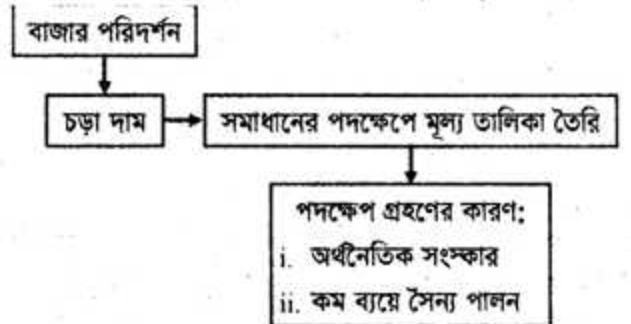 বাজার পরিদর্শন
চড়া দাম
সমাধানের পদক্ষেপে মূল্য তালিকা তৈরি
পদক্ষেপ গ্রহণের কারণ:
i. অর্থনৈতিক সংস্কার
ii. কম ব্যয়ে সৈন্য পালন